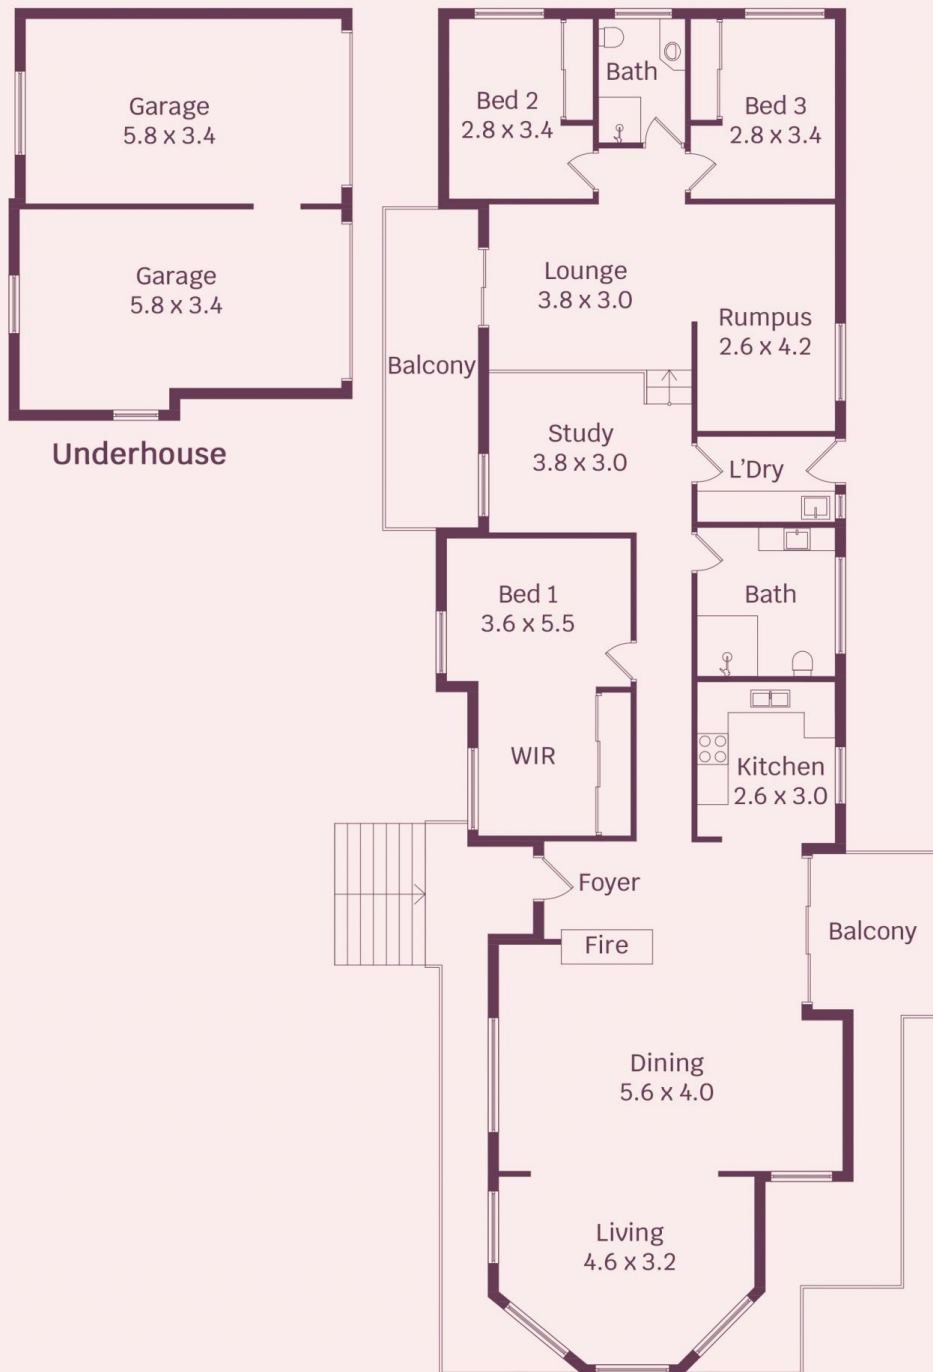 Garage
5.8 x 3.4
Garage
5.8 x 3.4
Underhouse
Bed 2
2.8 x 3.4
Bath
Bed 3
2.8 x 3.4
Lounge
3.8 x 3.0
Rumpus
2.6 x 4.2
Balcony
Study
3.8 x 3.0
L'Dry
Bed 1
3.6 x 5.5
Bath
WIR
Kitchen
2.6 x 3.0
Foyer
Balcony
Fire
Dining
5.6 x 4.0
Living
4.6 x 3.2